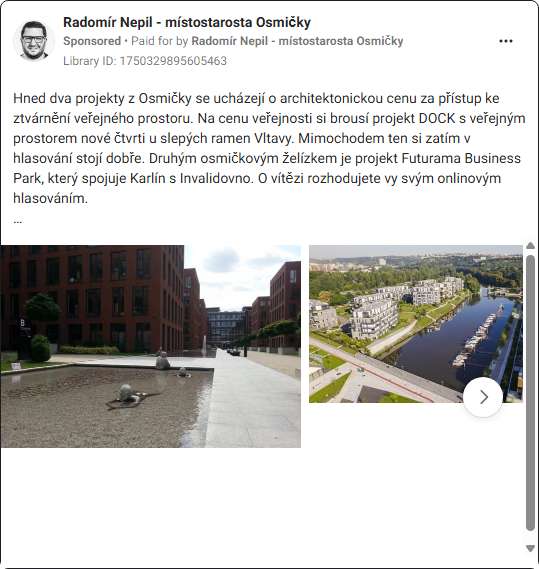 Radomír Nepil - místostarosta Osmičky
Sponsored • Paid for by Radomír Nepil - místostarosta Osmičky
Library ID: 1750329895605463
Hned dva projekty z Osmičky se ucházejí o architektonickou cenu za přístup ke
ztvárnění veřejného prostoru. Na cenu veřejnosti si brousí projekt DOCK s veřejným
prostorem nové čtvrti u slepých ramen Vltavy. Mimochodem ten si zatím v
hlasování stojí dobře. Druhým osmičkovým želízkem je projekt Futurama Business
Park, který spojuje Karlín s Invalidovno. O vítězi rozhodujete vy svým onlinovým
hlasováním.
...
B